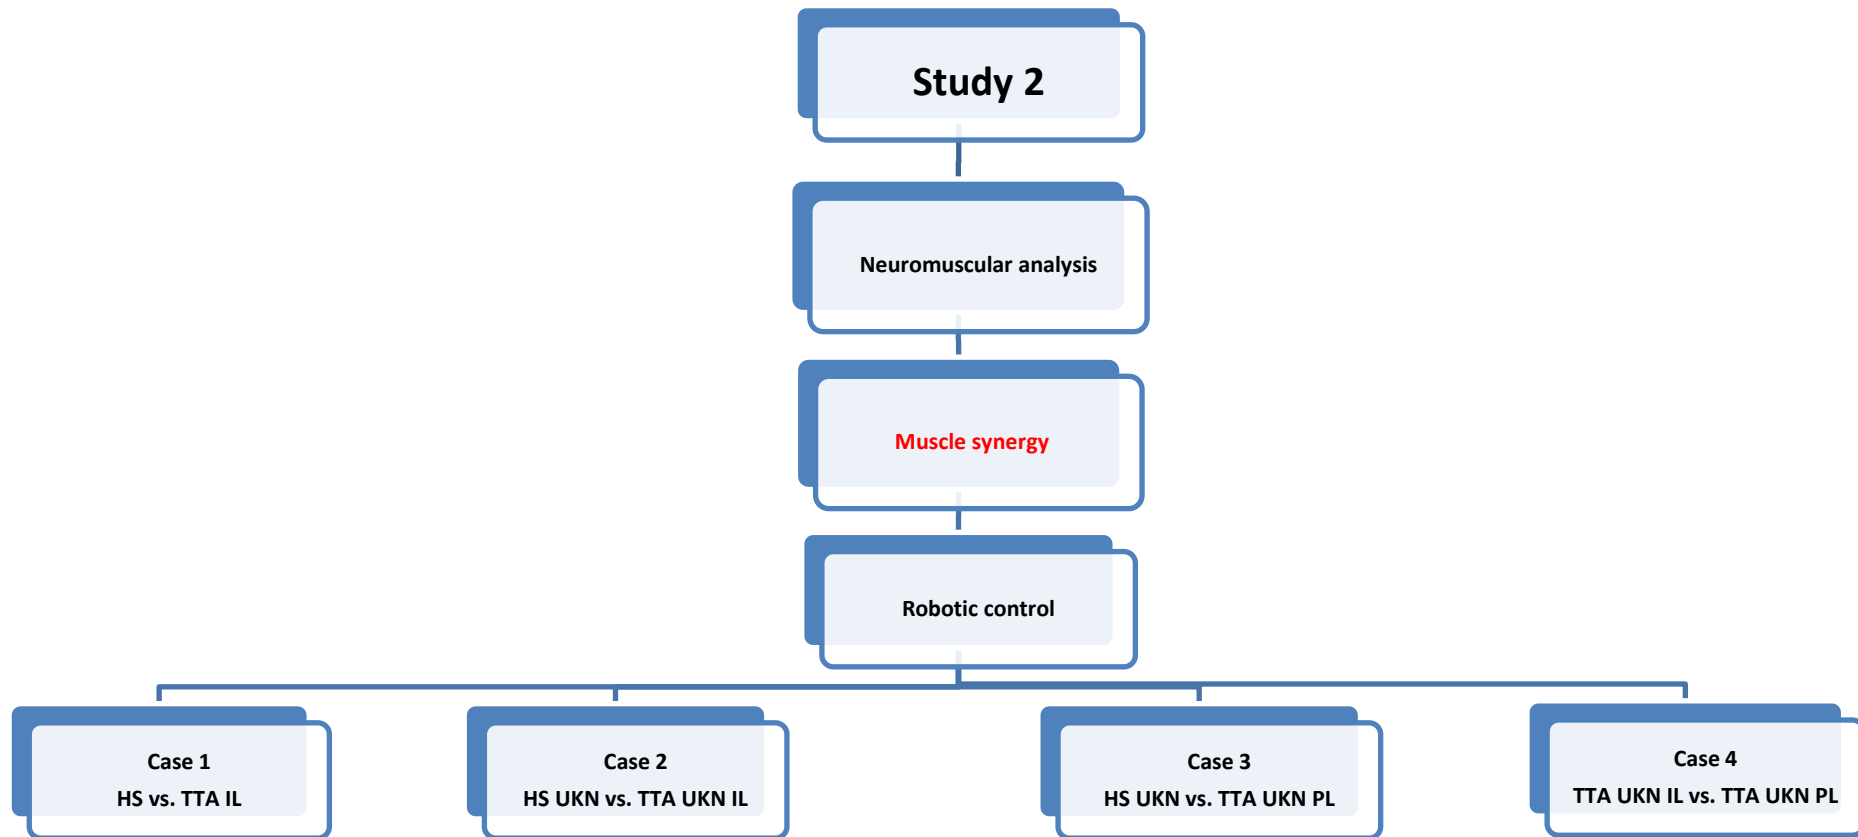 Study 2
Neuromuscular analysis
Muscle synergy
Robotic control
Case 1
HS vs. TTA IL
Case 2
HS UKN vs. TTA UKN IL
Case 3
HS UKN vs. TTA UKN PL
Case 4
TTA UKN IL vs. TTA UKN PL